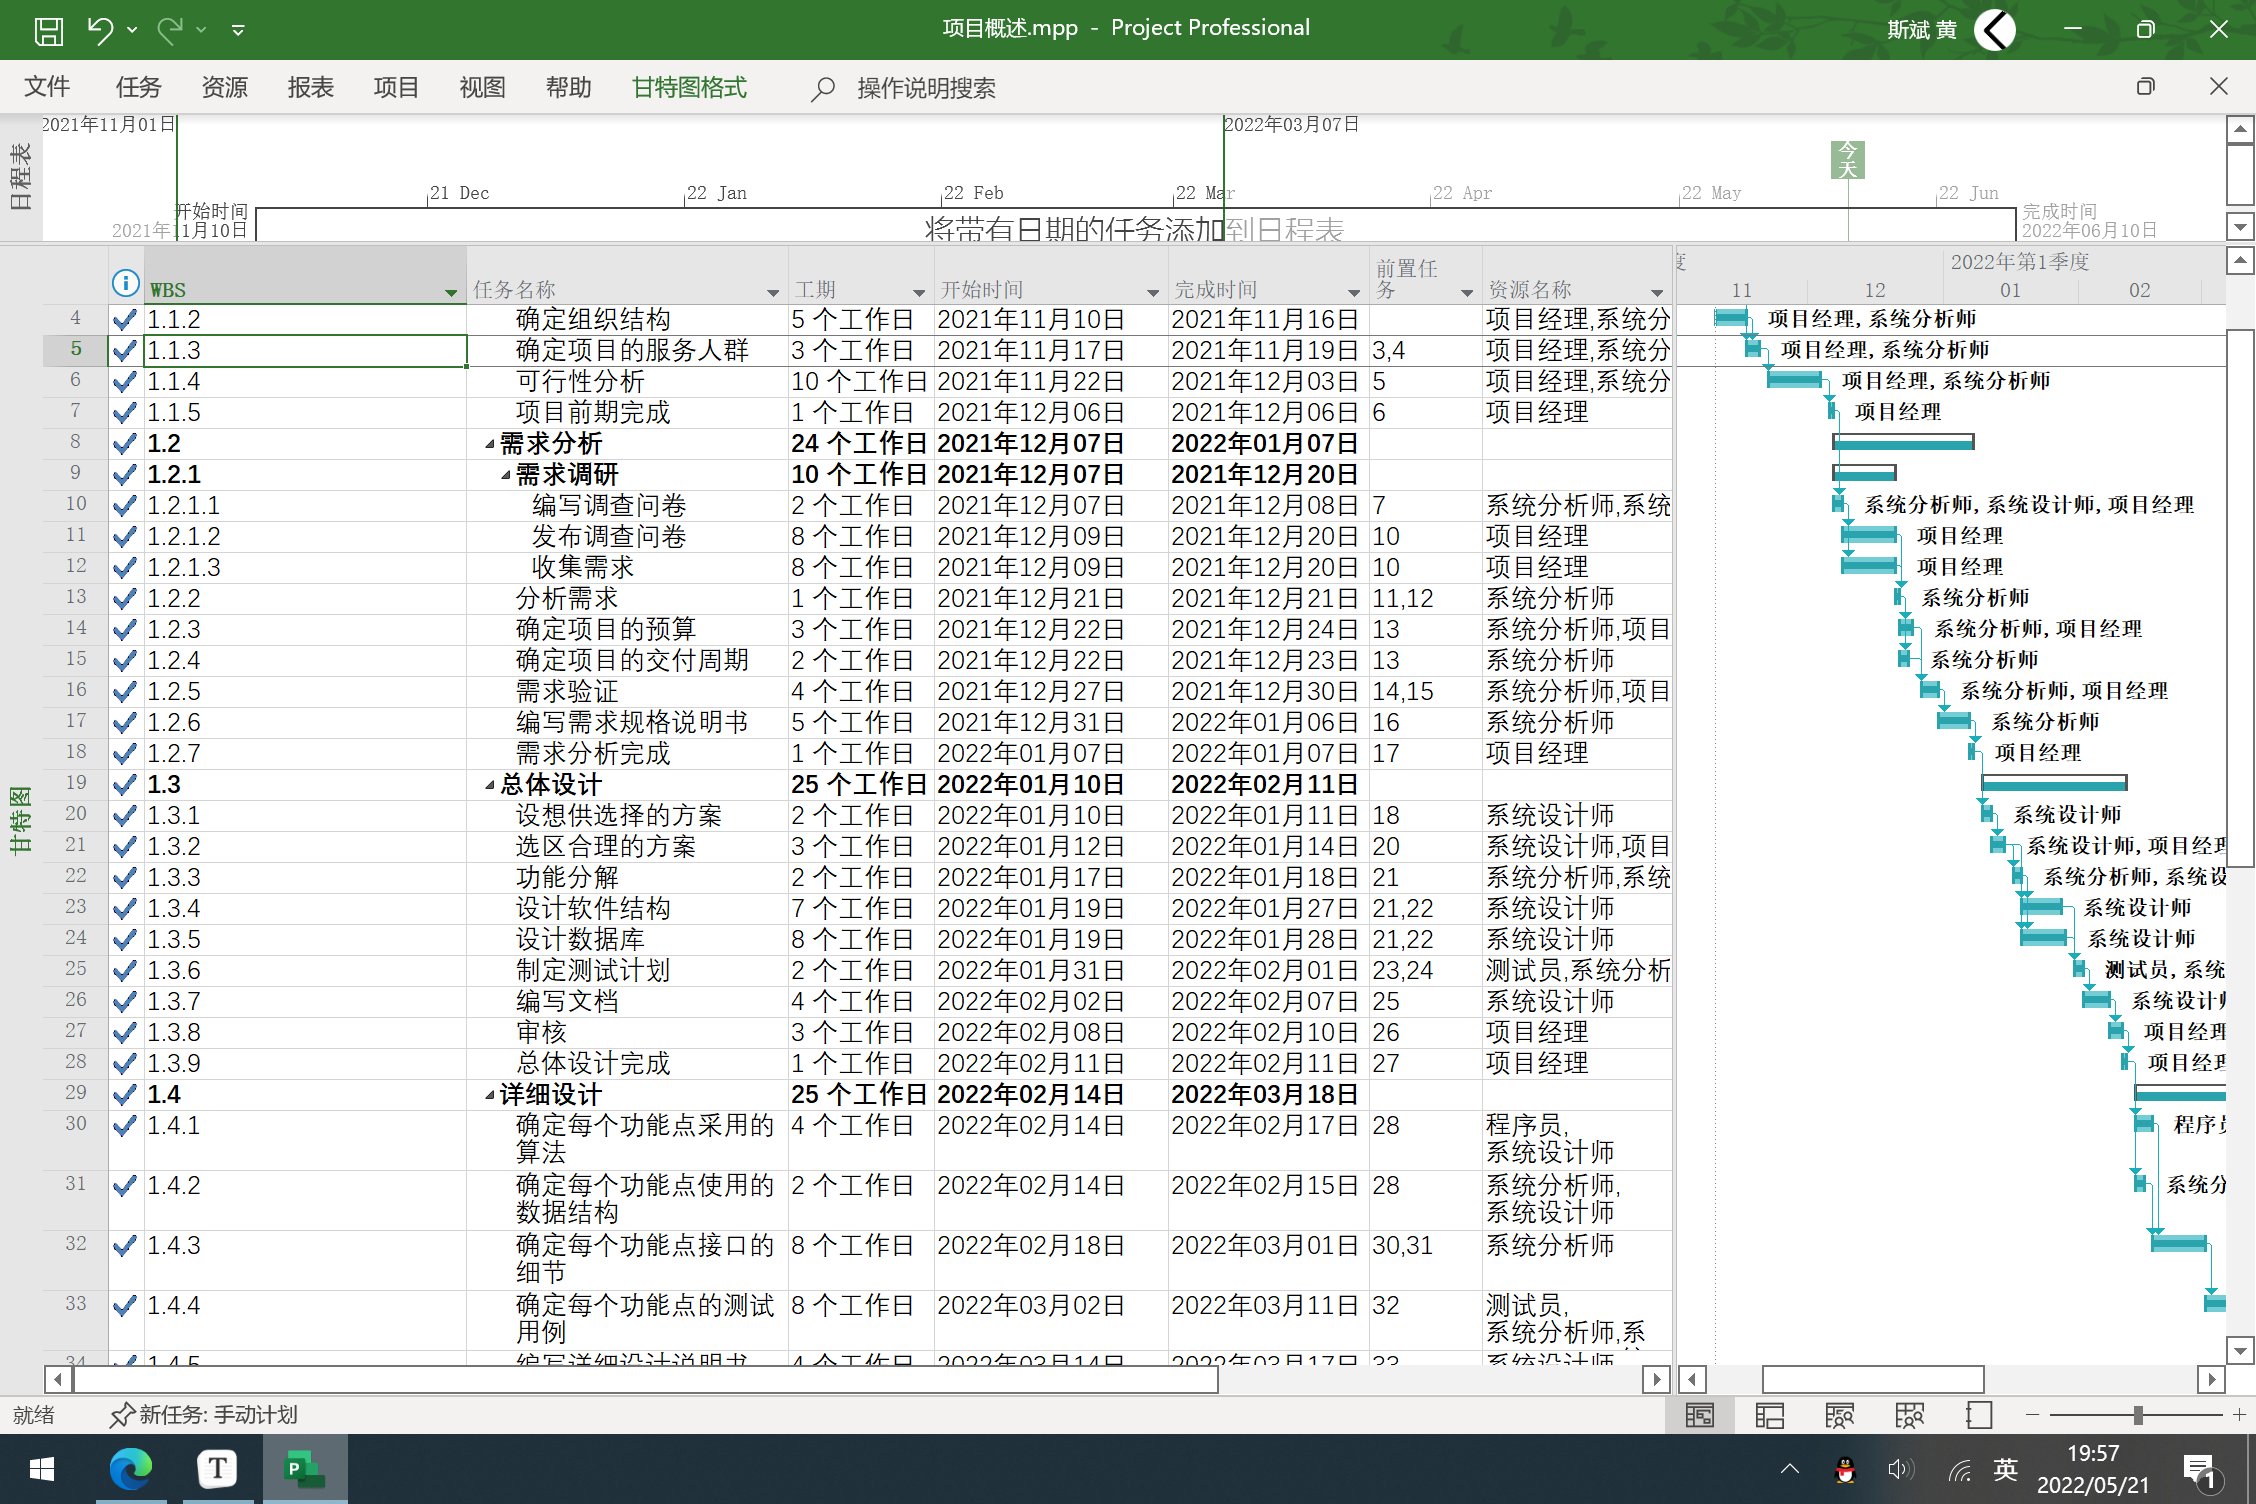 项目概述.mpp - Project Professional
斯斌 黄
文件 任务 资源 报表 项目 视图 帮助 甘特图格式 操作说明搜索
2021年11月01日 2022年03月07日
今天
日程表
21 Dec 22 Jan 22 Feb 22 Mar 22 Apr 22 May 22 Jun
开始时间 完成时间
2021年11月10日 将带有日期的任务添加到日程表 2022年06月10日
前置任务
WBS 任务名称 工期 开始时间 完成时间 资源名称
度 2022年第1季度
11 12 01 02
4 1.1.2 确定组织结构 5 个工作日 2021年11月10日 2021年11月16日 项目经理,系统分 项目经理,系统分析师
5 1.1.3 确定项目的服务人群 3 个工作日 2021年11月17日 2021年11月19日 3,4 项目经理,系统分 项目经理,系统分析师
6 1.1.4 可行性分析 10 个工作日 2021年11月22日 2021年12月03日 5 项目经理,系统分 项目经理,系统分析师
7 1.1.5 项目前期完成 1 个工作日 2021年12月06日 2021年12月06日 6 项目经理 项目经理
8 1.2 需求分析 24 个工作日 2021年12月07日 2022年01月07日
9 1.2.1 需求调研 10 个工作日 2021年12月07日 2021年12月20日
10 1.2.1.1 编写调查问卷 2 个工作日 2021年12月07日 2021年12月08日 7 系统分析师,系统 系统分析师,系统设计师,项目经理
11 1.2.1.2 发布调查问卷 8 个工作日 2021年12月09日 2021年12月20日 10 项目经理 项目经理
12 1.2.1.3 收集需求 8 个工作日 2021年12月09日 2021年12月20日 10 项目经理 项目经理
13 1.2.2 分析需求 1 个工作日 2021年12月21日 2021年12月21日 11,12 系统分析师 系统分析师
14 1.2.3 确定项目的预算 3 个工作日 2021年12月22日 2021年12月24日 13 系统分析师,项目 系统分析师,项目经理
15 1.2.4 确定项目的交付周期 2 个工作日 2021年12月22日 2021年12月23日 13 系统分析师 系统分析师
16 1.2.5 需求验证 4 个工作日 2021年12月27日 2021年12月30日 14,15 系统分析师,项目 系统分析师,项目经理
17 1.2.6 编写需求规格说明书 5 个工作日 2021年12月31日 2022年01月06日 16 系统分析师 系统分析师
18 1.2.7 需求分析完成 1 个工作日 2022年01月07日 2022年01月07日 17 项目经理 项目经理
19 1.3 总体设计 25 个工作日 2022年01月10日 2022年02月11日
20 1.3.1 设想供选择的方案 2 个工作日 2022年01月10日 2022年01月11日 18 系统设计师 系统设计师
21 1.3.2 选区合理的方案 3 个工作日 2022年01月12日 2022年01月14日 20 系统设计师,项目 系统设计师,项目经理
22 1.3.3 功能分解 2 个工作日 2022年01月17日 2022年01月18日 21 系统分析师,系统 系统分析师,系统设
23 1.3.4 设计软件结构 7 个工作日 2022年01月19日 2022年01月27日 21,22 系统设计师 系统设计师
24 1.3.5 设计数据库 8 个工作日 2022年01月19日 2022年01月28日 21,22 系统设计师 系统设计师
25 1.3.6 制定测试计划 2 个工作日 2022年01月31日 2022年02月01日 23,24 测试员,系统分析 测试员,系统
26 1.3.7 编写文档 4 个工作日 2022年02月02日 2022年02月07日 25 系统设计师 系统设计师
27 1.3.8 审核 3 个工作日 2022年02月08日 2022年02月10日 26 项目经理 项目经理
28 1.3.9 总体设计完成 1 个工作日 2022年02月11日 2022年02月11日 27 项目经理 项目经理
29 1.4 详细设计 25 个工作日 2022年02月14日 2022年03月18日
30 1.4.1 确定每个功能点采用的 4 个工作日 2022年02月14日 2022年02月17日 28 程序员, 程序员
算法 系统设计师
31 1.4.2 确定每个功能点使用的 2 个工作日 2022年02月14日 2022年02月15日 28 系统分析师, 系统分
数据结构 系统设计师
32 1.4.3 确定每个功能点接口的 8 个工作日 2022年02月18日 2022年03月01日 30,31 系统分析师
细节
33 1.4.4 确定每个功能点的测试 8 个工作日 2022年03月02日 2022年03月11日 32 测试员,
用例 系统分析师,系
34 1.4.5 编写详细设计说明书 4 个工作日 2022年03月14日 2022年03月17日 33 系统设计师
甘特图
就绪 新任务: 手动计划
英 19:57
2022/05/21
1